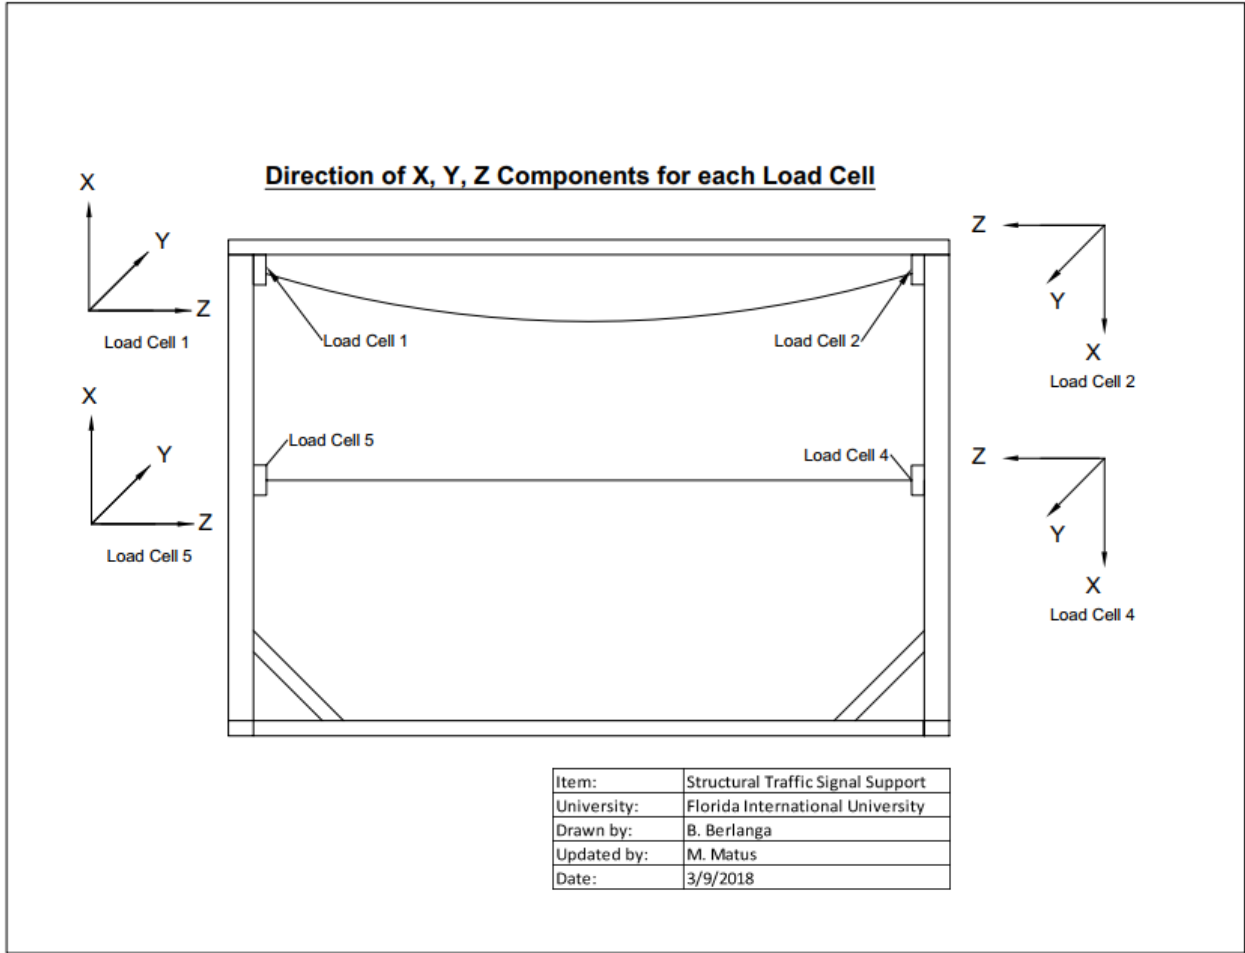 Direction of X, Y, Z Components for each Load Cell
X
Y
Z
Load Cell 1
Z
Y
X
Load Cell 2
Load Cell 1
Load Cell 2
X
Y
Z
Load Cell 5
Load Cell 5
Load Cell 4
Z
Y
X
Load Cell 4
Item: Structural Traffic Signal Support
University: Florida International University
Drawn by: B. Berlanga
Updated by: M. Matus
Date: 3/9/2018